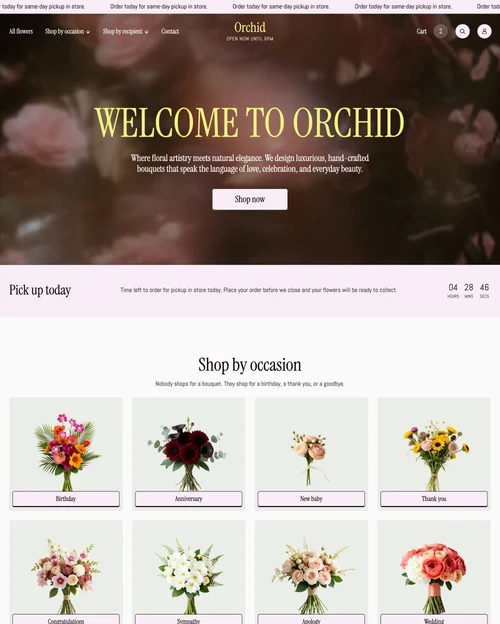 today for same-day pickup in store. Order today for same-day pickup in store. Order today for same-day pickup in store. Order today for same-day pickup in store. Order tod
All flowers Shop by occasion Shop by recipient Contact
Orchid
OPEN NOW UNTIL 8PM
Cart 2
WELCOME TO ORCHID
Where floral artistry meets natural elegance. We design luxurious, hand-crafted
bouquets that speak the language of love, celebration, and everyday beauty.
Shop now
Pick up today
Time left to order for pickup in store today. Place your order before we close and your flowers will be ready to collect.
04 28 46
HOURS MINS SECS
Shop by occasion
Nobody shops for a bouquet. They shop for a birthday, a thank you, or a goodbye.
Birthday Anniversary New baby Thank you
Congratulations Sympathy Apology Wedding